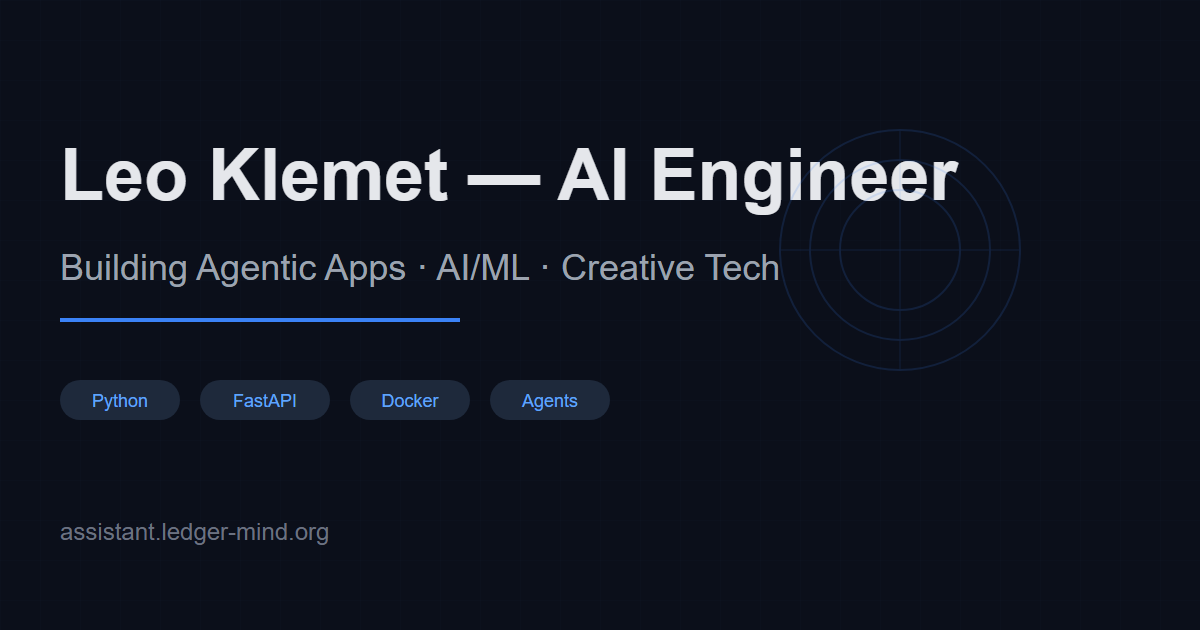 Leo Klemet — AI Engineer
Building Agentic Apps · AI/ML · Creative Tech
Python FastAPI Docker Agents
assistant.ledger-mind.org